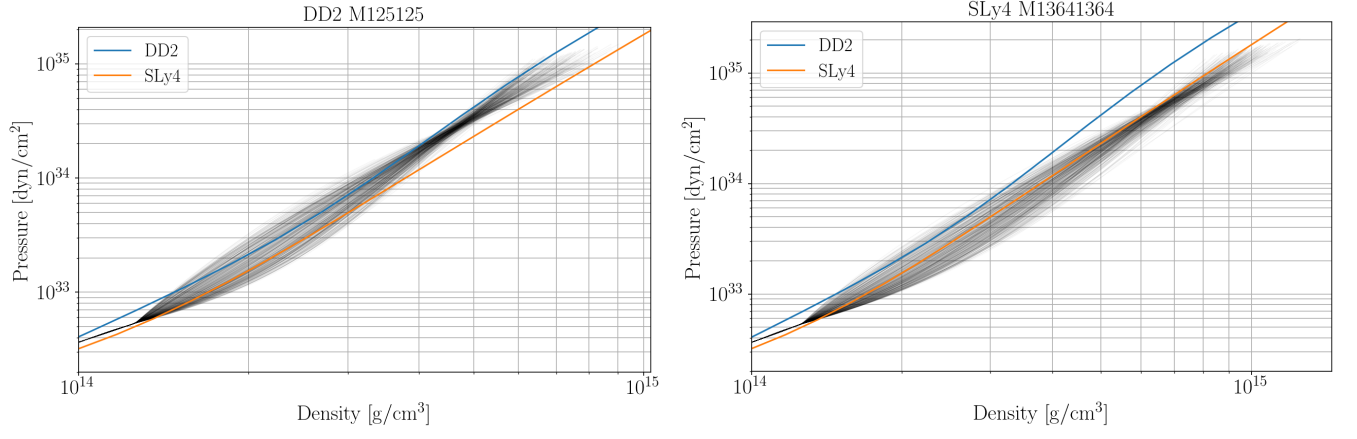 DD2 M125125
DD2
SLy4
10^35
10^34
10^33
Pressure [dyn/cm^2]
10^14
10^15
Density [g/cm^3]
SLy4 M13641364
DD2
SLy4
10^35
10^34
10^33
Pressure [dyn/cm^2]
10^14
10^15
Density [g/cm^3]